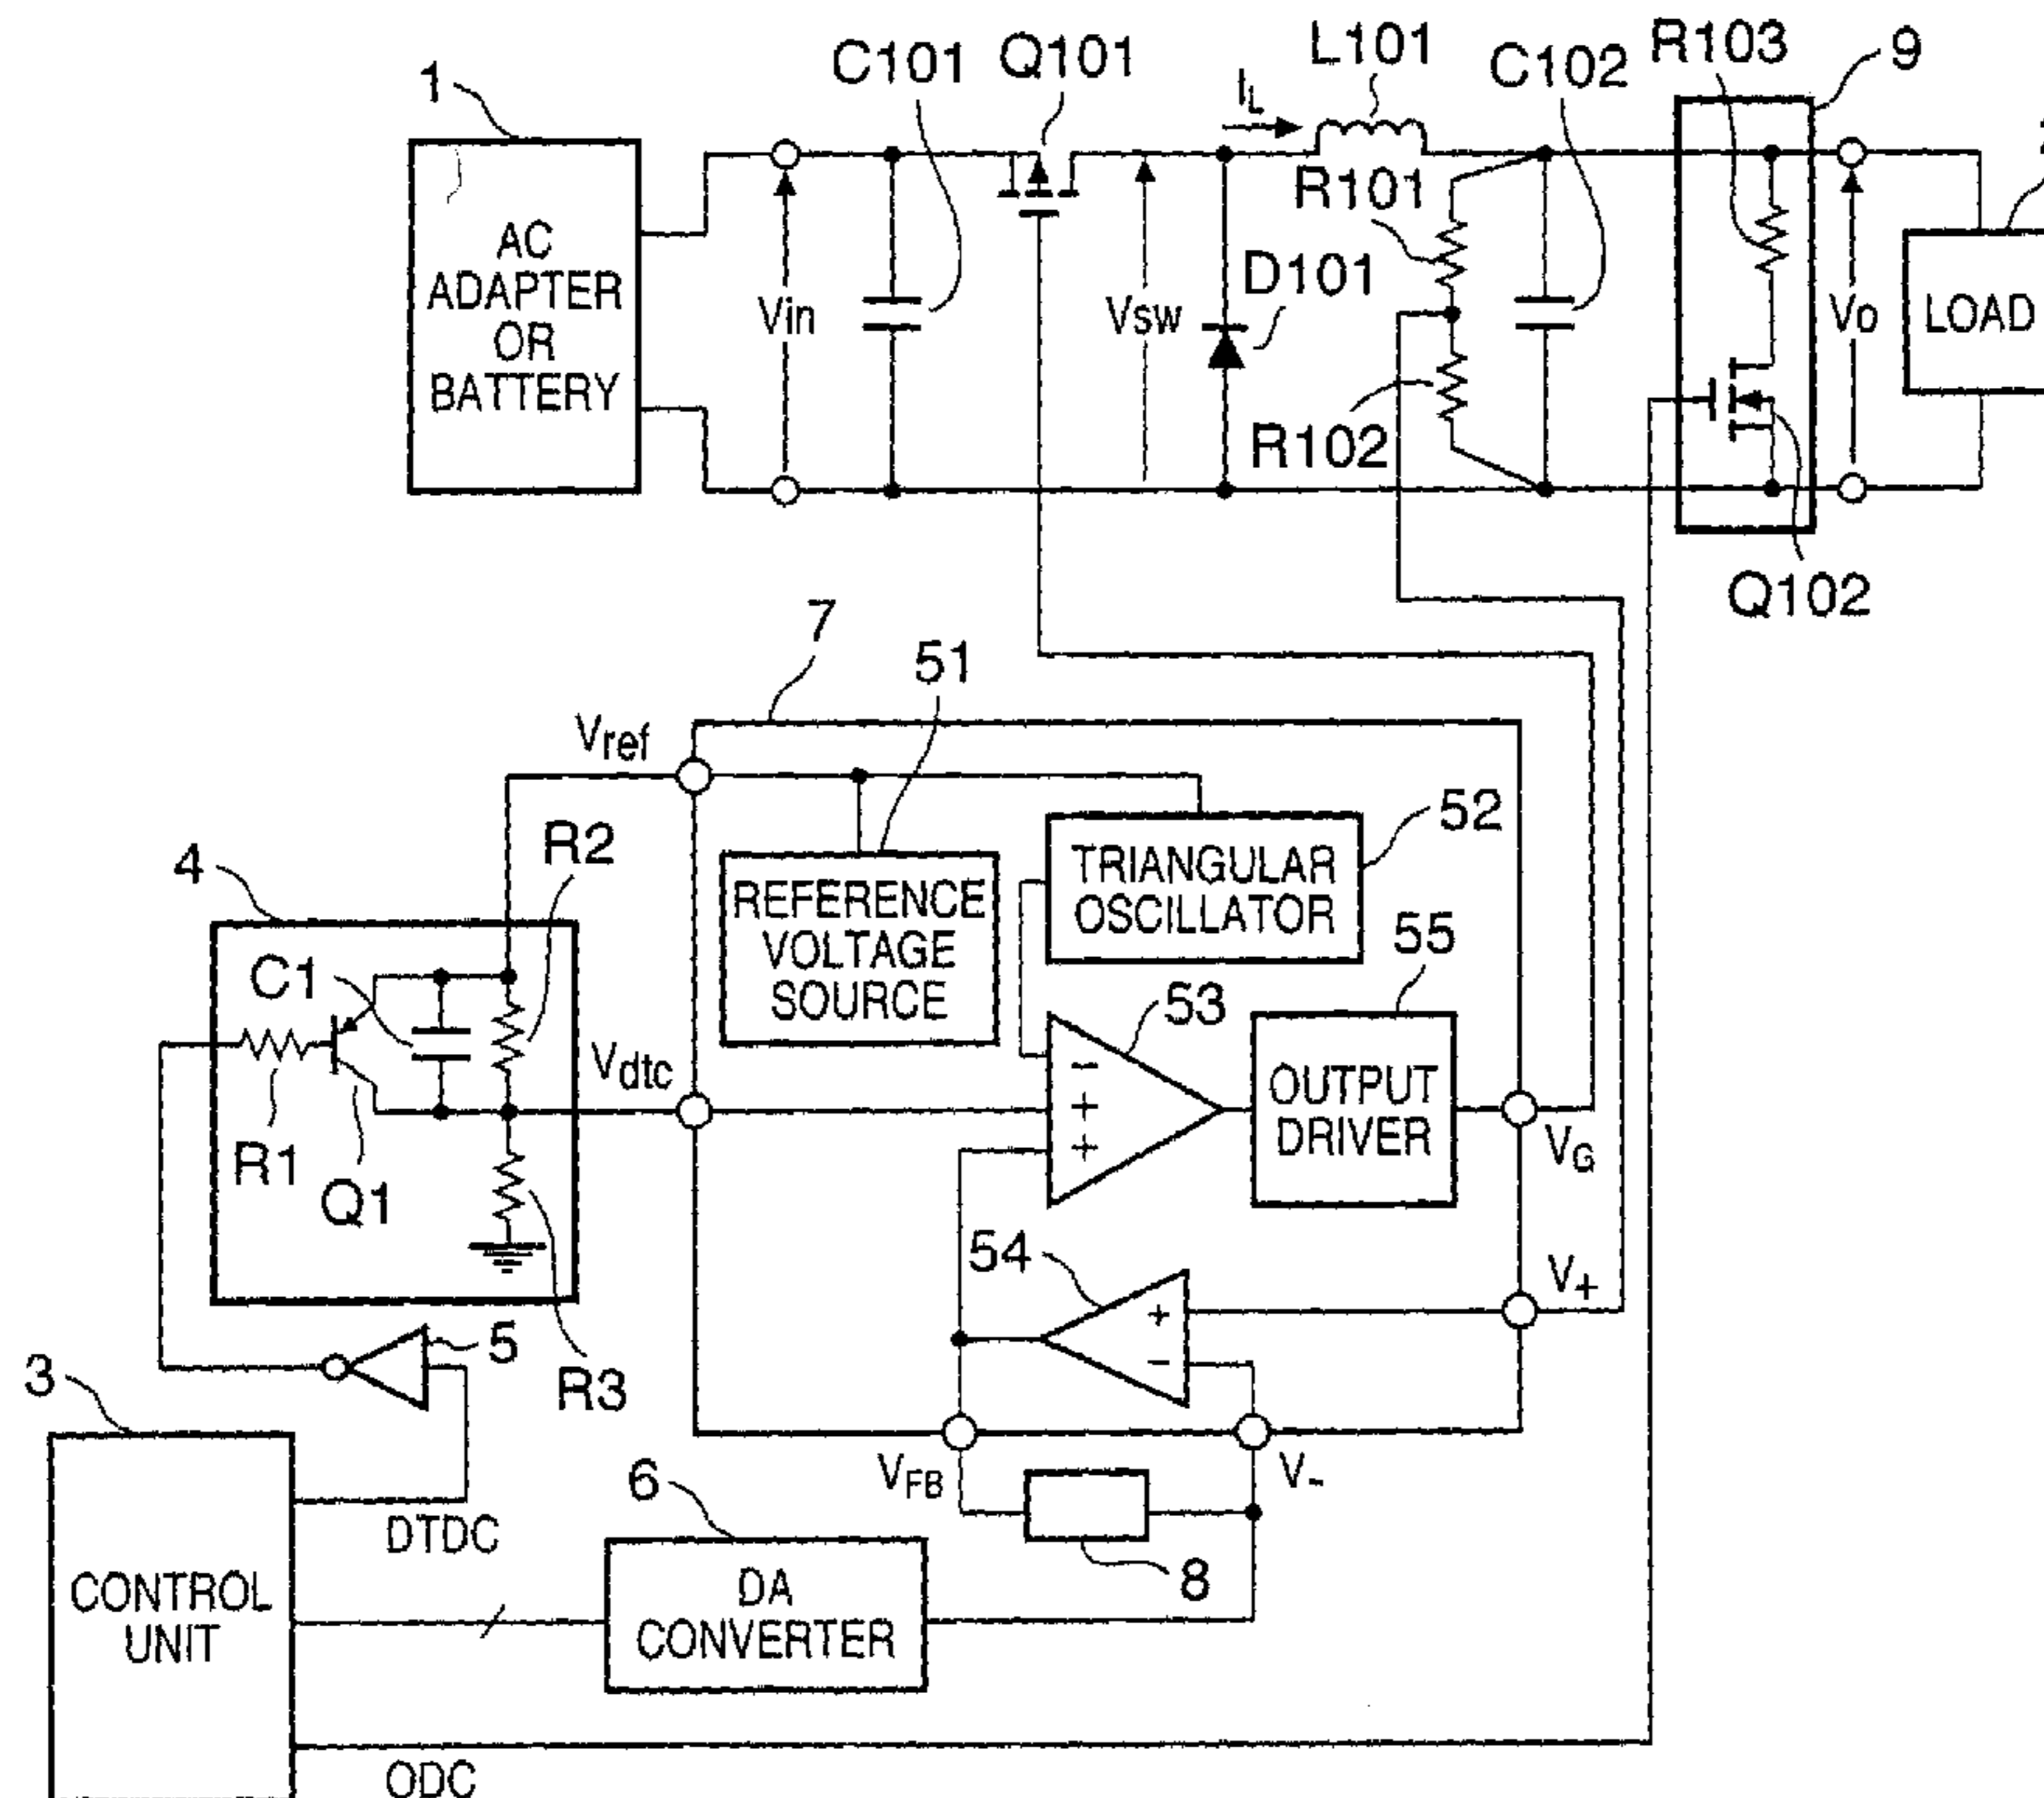 1
C101
Q101
IL
L101
C102
R103
9
AC
ADAPTER
OR
BATTERY
Vin
Vsw
R101
D101
R102
Vo
LOAD
Q102
7
51
Vref
52
R2
4
REFERENCE
VOLTAGE
SOURCE
TRIANGULAR
OSCILLATOR
55
C1
53
Vdtc
OUTPUT
DRIVER
VG
R1
Q1
54
V+
- + +
+ -
5
R3
3
VFB
V-
6
DTDC
8
CONTROL
UNIT
DA
CONVERTER
ODC